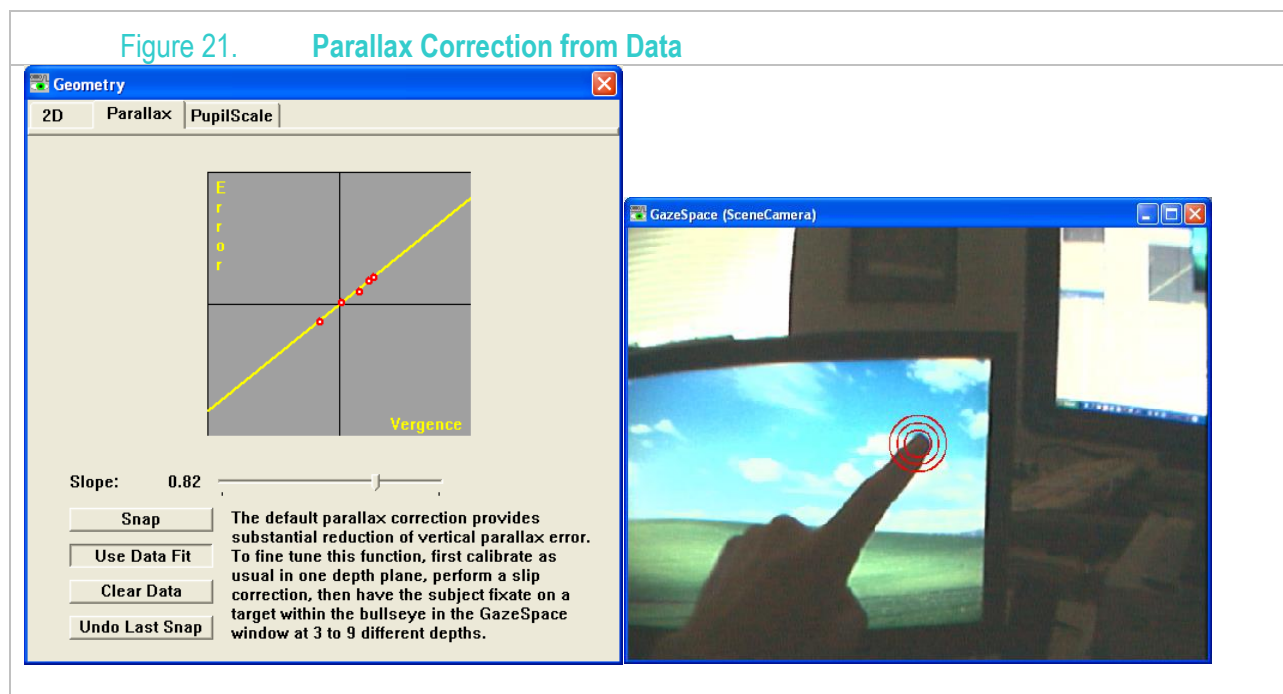 Figure 21. Parallax Correction from Data
Geometry
2D Parallax PupilScale
Error
Vergence
Slope: 0.82
Snap
Use Data Fit
Clear Data
Undo Last Snap
The default parallax correction provides
substantial reduction of vertical parallax error.
To fine tune this function, first calibrate as
usual in one depth plane, perform a slip
correction, then have the subject fixate on a
target within the bullseye in the GazeSpace
window at 3 to 9 different depths.
GazeSpace (SceneCamera)